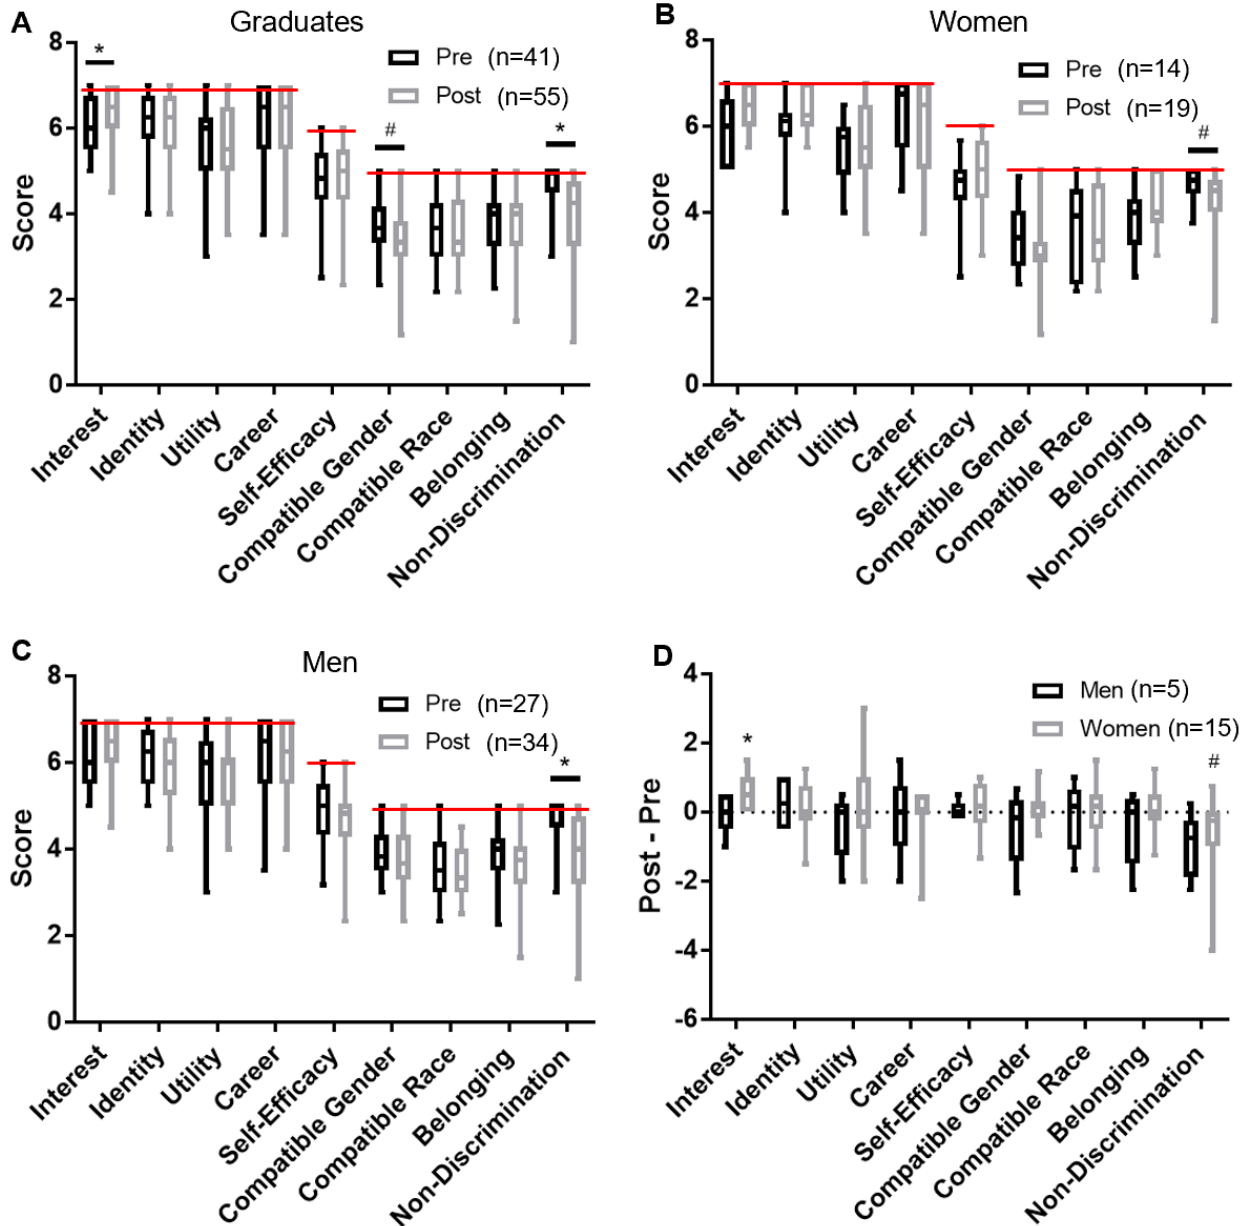 A
Graduates
8
6
4
2
0
Score
*
#
*
Pre (n=41)
Post (n=55)
Interest
Identity
Utility
Career
Self-Efficacy
Compatible Gender
Compatible Race
Belonging
Non-Discrimination
B
Women
8
6
4
2
0
Score
#
Pre (n=14)
Post (n=19)
Interest
Identity
Utility
Career
Self-Efficacy
Compatible Gender
Compatible Race
Belonging
Non-Discrimination
C
Men
8
6
4
2
0
Score
*
Pre (n=27)
Post (n=34)
Interest
Identity
Utility
Career
Self-Efficacy
Compatible Gender
Compatible Race
Belonging
Non-Discrimination
D
4
2
0
-2
-4
-6
Post - Pre
*
#
Men (n=5)
Women (n=15)
Interest
Identity
Utility
Career
Self-Efficacy
Compatible Gender
Compatible Race
Belonging
Non-Discrimination